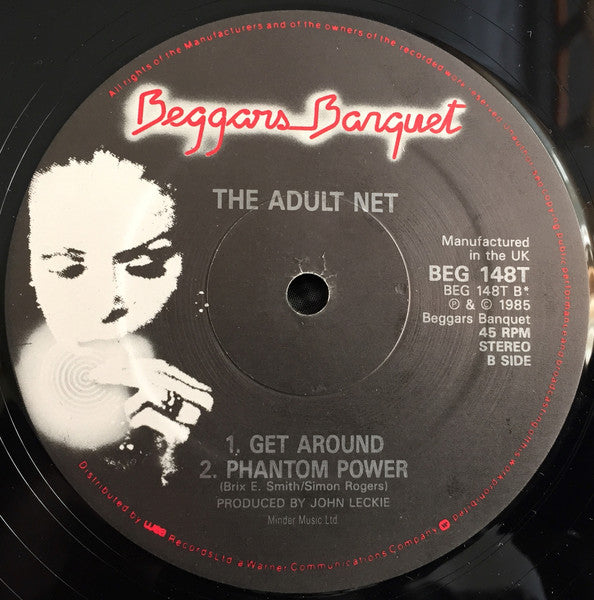 All rights of the Manufacturers and of the owners of the recorded work reserved.
Beggars Banquet
THE ADULT NET
Manufactured
in the UK
BEG 148T
BEG 148T B*
℗ & © 1985
Beggars Banquet
45 RPM
STEREO
B SIDE
1. GET AROUND
2. PHANTOM POWER
(Brix E. Smith/Simon Rogers)
PRODUCED BY JOHN LECKIE
Minder Music Ltd.
Distributed by wea Records Ltd. a Warner Communications Company